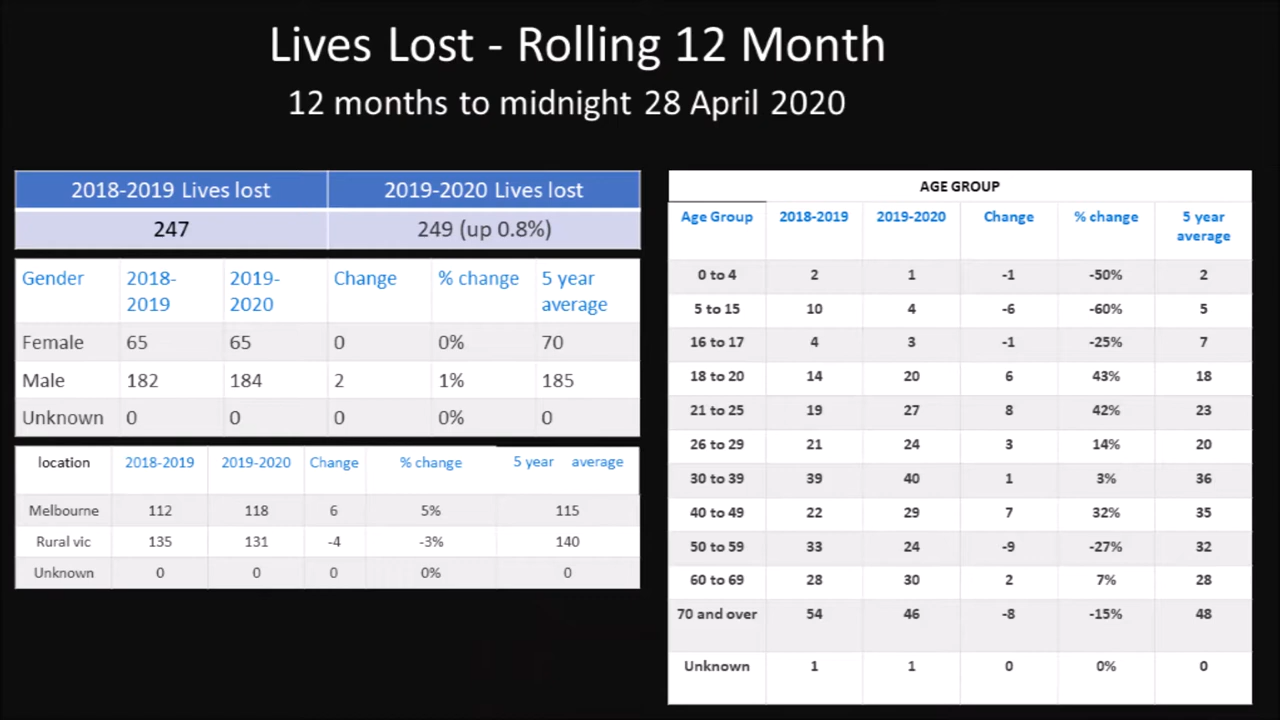 Lives Lost - Rolling 12 Month
12 months to midnight 28 April 2020
2018-2019 Lives lost 2019-2020 Lives lost
247 249 (up 0.8%)
Gender 2018-2019 2019-2020 Change % change 5 year average
Female 65 65 0 0% 70
Male 182 184 2 1% 185
Unknown 0 0 0 0% 0
location 2018-2019 2019-2020 Change % change 5 year average
Melbourne 112 118 6 5% 115
Rural vic 135 131 -4 -3% 140
Unknown 0 0 0 0% 0
AGE GROUP
Age Group 2018-2019 2019-2020 Change % change 5 year average
0 to 4 2 1 -1 -50% 2
5 to 15 10 4 -6 -60% 5
16 to 17 4 3 -1 -25% 7
18 to 20 14 20 6 43% 18
21 to 25 19 27 8 42% 23
26 to 29 21 24 3 14% 20
30 to 39 39 40 1 3% 36
40 to 49 22 29 7 32% 35
50 to 59 33 24 -9 -27% 32
60 to 69 28 30 2 7% 28
70 and over 54 46 -8 -15% 48
Unknown 1 1 0 0% 0